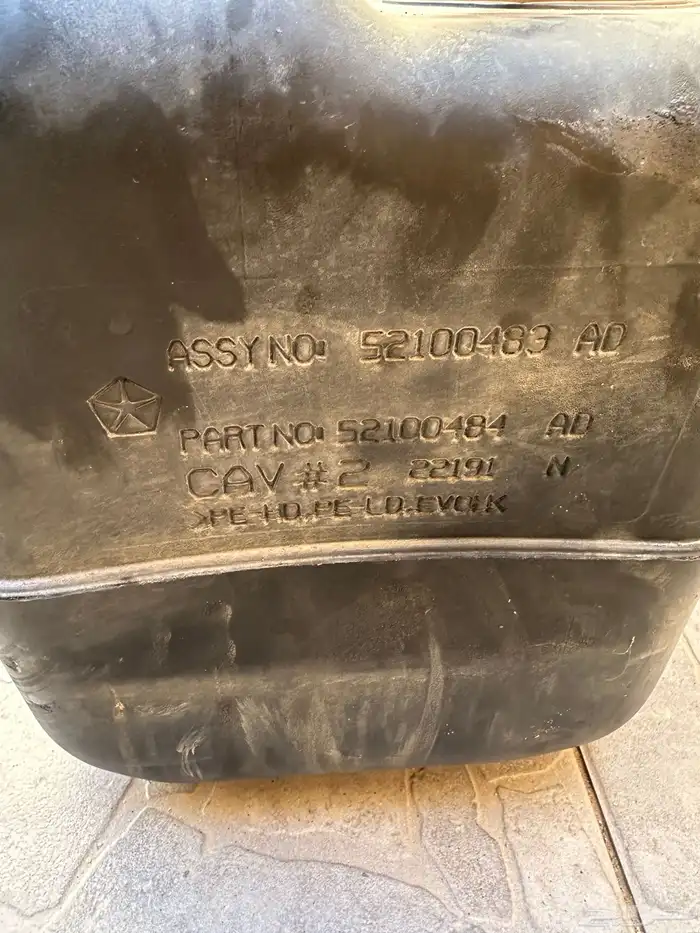 ASSY NO: 52100483 AD
PART NO: 52100484 AD
CAV #2 22191 N
>PE-HD,PE-LD,EVOH<